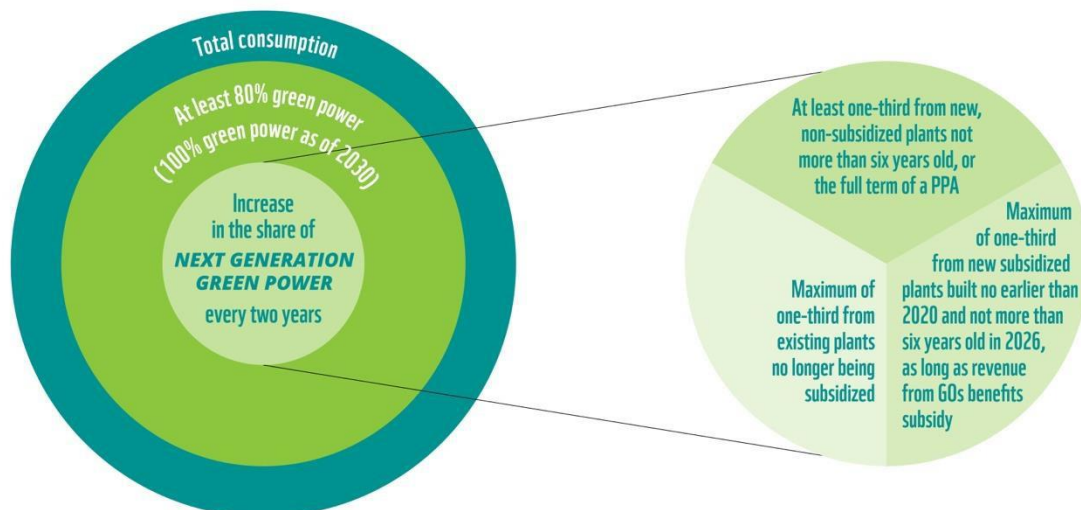 Total consumption
At least 80% green power
(100% green power as of 2030)
Increase
in the share of
NEXT GENERATION
GREEN POWER
every two years
At least one-third from new,
non-subsidized plants not
more than six years old, or
the full term of a PPA
Maximum
of one-third
from new subsidized
plants built no earlier than
2020 and not more than
six years old in 2026,
as long as revenue
from GOs benefits
subsidy
Maximum of
one-third from
existing plants
no longer being
subsidized